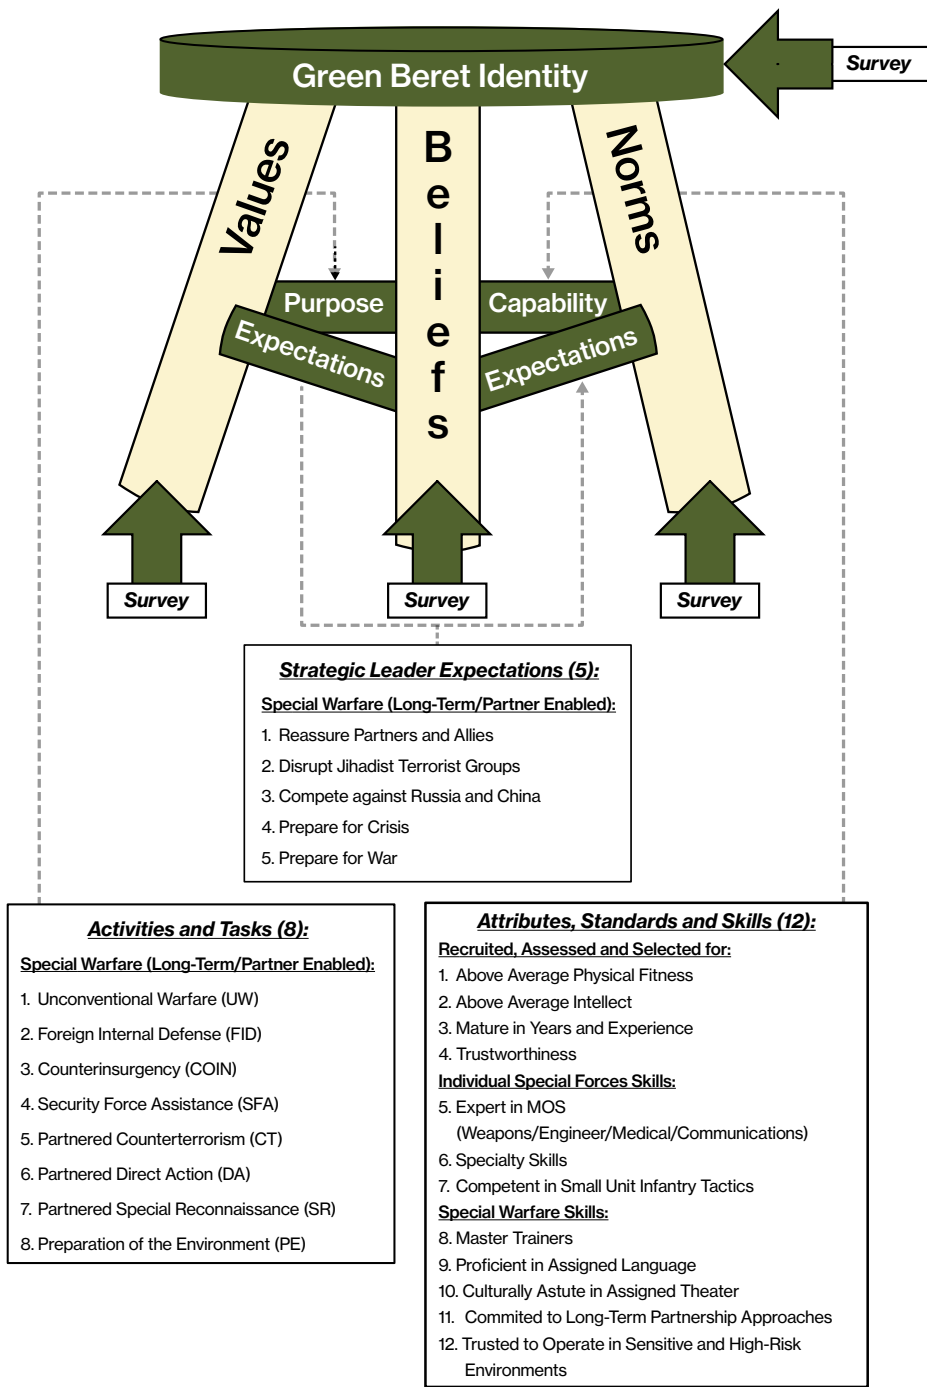 Green Beret Identity
Survey
Values
Beliefs
Norms
Purpose
Capability
Expectations
Expectations
Survey
Survey
Survey
Strategic Leader Expectations (5):
Special Warfare (Long-Term/Partner Enabled):
1. Reassure Partners and Allies
2. Disrupt Jihadist Terrorist Groups
3. Compete against Russia and China
4. Prepare for Crisis
5. Prepare for War
Activities and Tasks (8):
Special Warfare (Long-Term/Partner Enabled):
1. Unconventional Warfare (UW)
2. Foreign Internal Defense (FID)
3. Counterinsurgency (COIN)
4. Security Force Assistance (SFA)
5. Partnered Counterterrorism (CT)
6. Partnered Direct Action (DA)
7. Partnered Special Reconnaissance (SR)
8. Preparation of the Environment (PE)
Attributes, Standards and Skills (12):
Recruited, Assessed and Selected for:
1. Above Average Physical Fitness
2. Above Average Intellect
3. Mature in Years and Experience
4. Trustworthiness
Individual Special Forces Skills:
5. Expert in MOS
(Weapons/Engineer/Medical/Communications)
6. Specialty Skills
7. Competent in Small Unit Infantry Tactics
Special Warfare Skills:
8. Master Trainers
9. Proficient in Assigned Language
10. Culturally Astute in Assigned Theater
11. Commited to Long-Term Partnership Approaches
12. Trusted to Operate in Sensitive and High-Risk
Environments